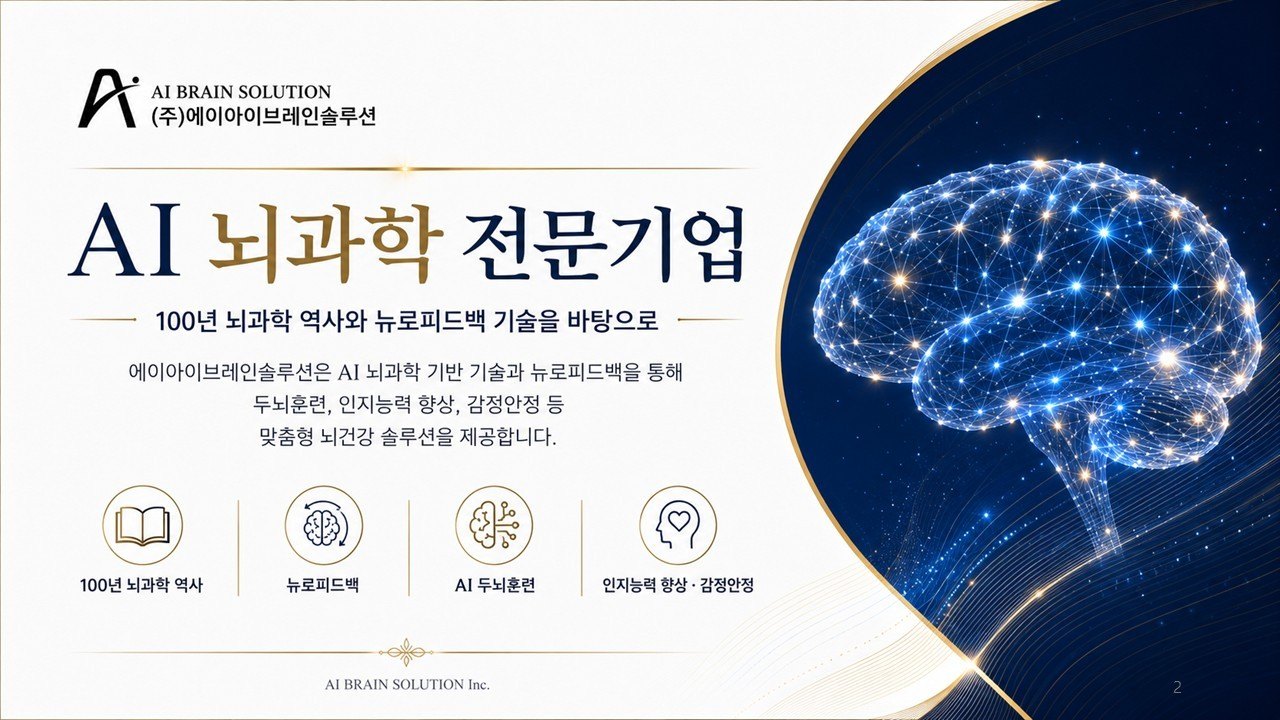 AI BRAIN SOLUTION
(주)에이아이브레인솔루션
AI 뇌과학 전문기업
100년 뇌과학 역사와 뉴로피드백 기술을 바탕으로
에이아이브레인솔루션은 AI 뇌과학 기반 기술과 뉴로피드백을 통해
두뇌훈련, 인지능력 향상, 감정안정 등
맞춤형 뇌건강 솔루션을 제공합니다.
100년 뇌과학 역사
뉴로피드백
AI 두뇌훈련
인지능력 향상 · 감정안정
AI BRAIN SOLUTION Inc.
2